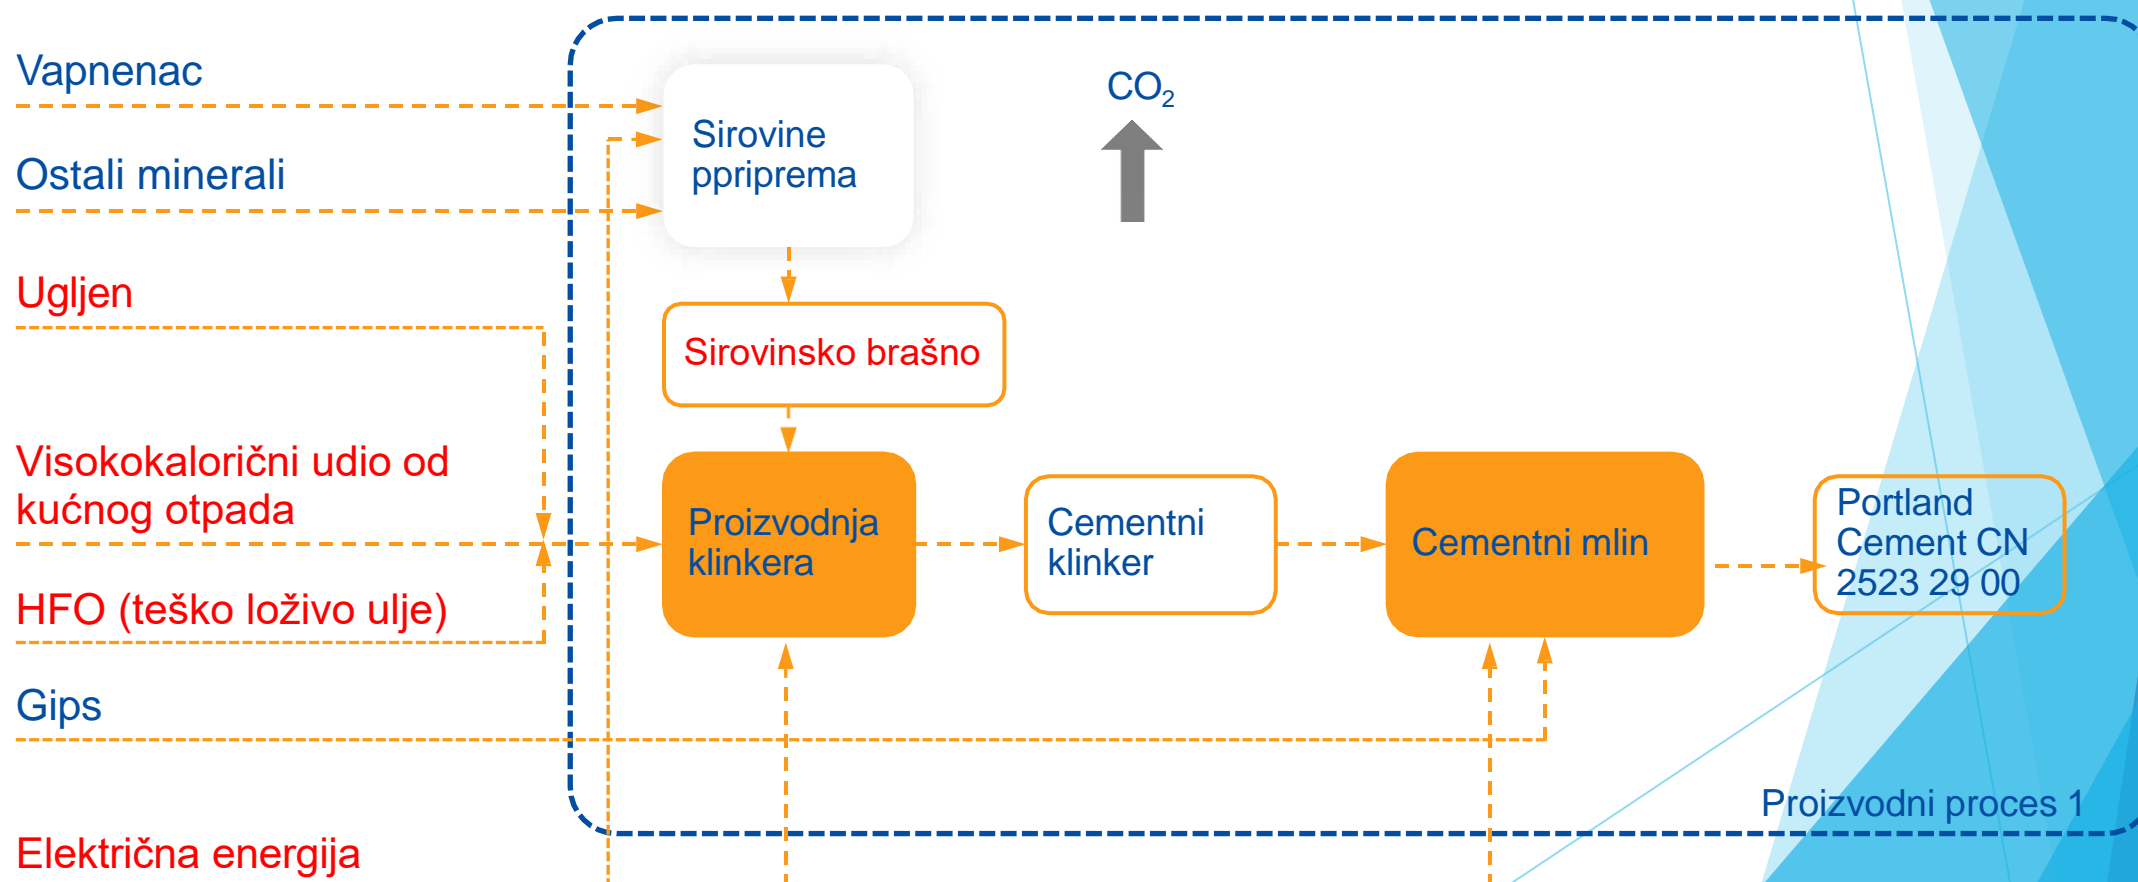 Vapnenac
Ostali minerali
Ugljen
Visokokalorični udio od
kućnog otpada
HFO (teško loživo ulje)
Gips
Električna energija
Sirovine
ppriprema
CO₂
Sirovinsko brašno
Proizvodnja
klinkera
Cementni
klinker
Cementni mlin
Portland
Cement CN
2523 29 00
Proizvodni proces 1